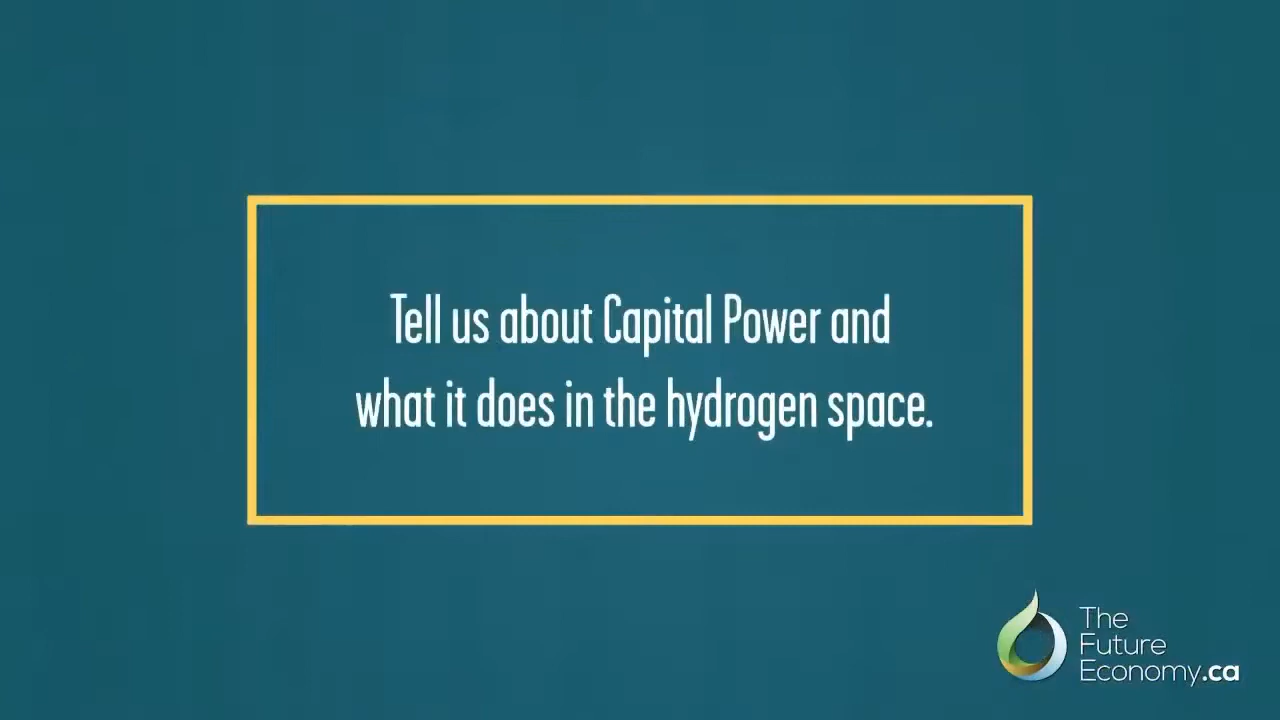 Tell us about Capital Power and
what it does in the hydrogen space.
The
Future
Economy.ca